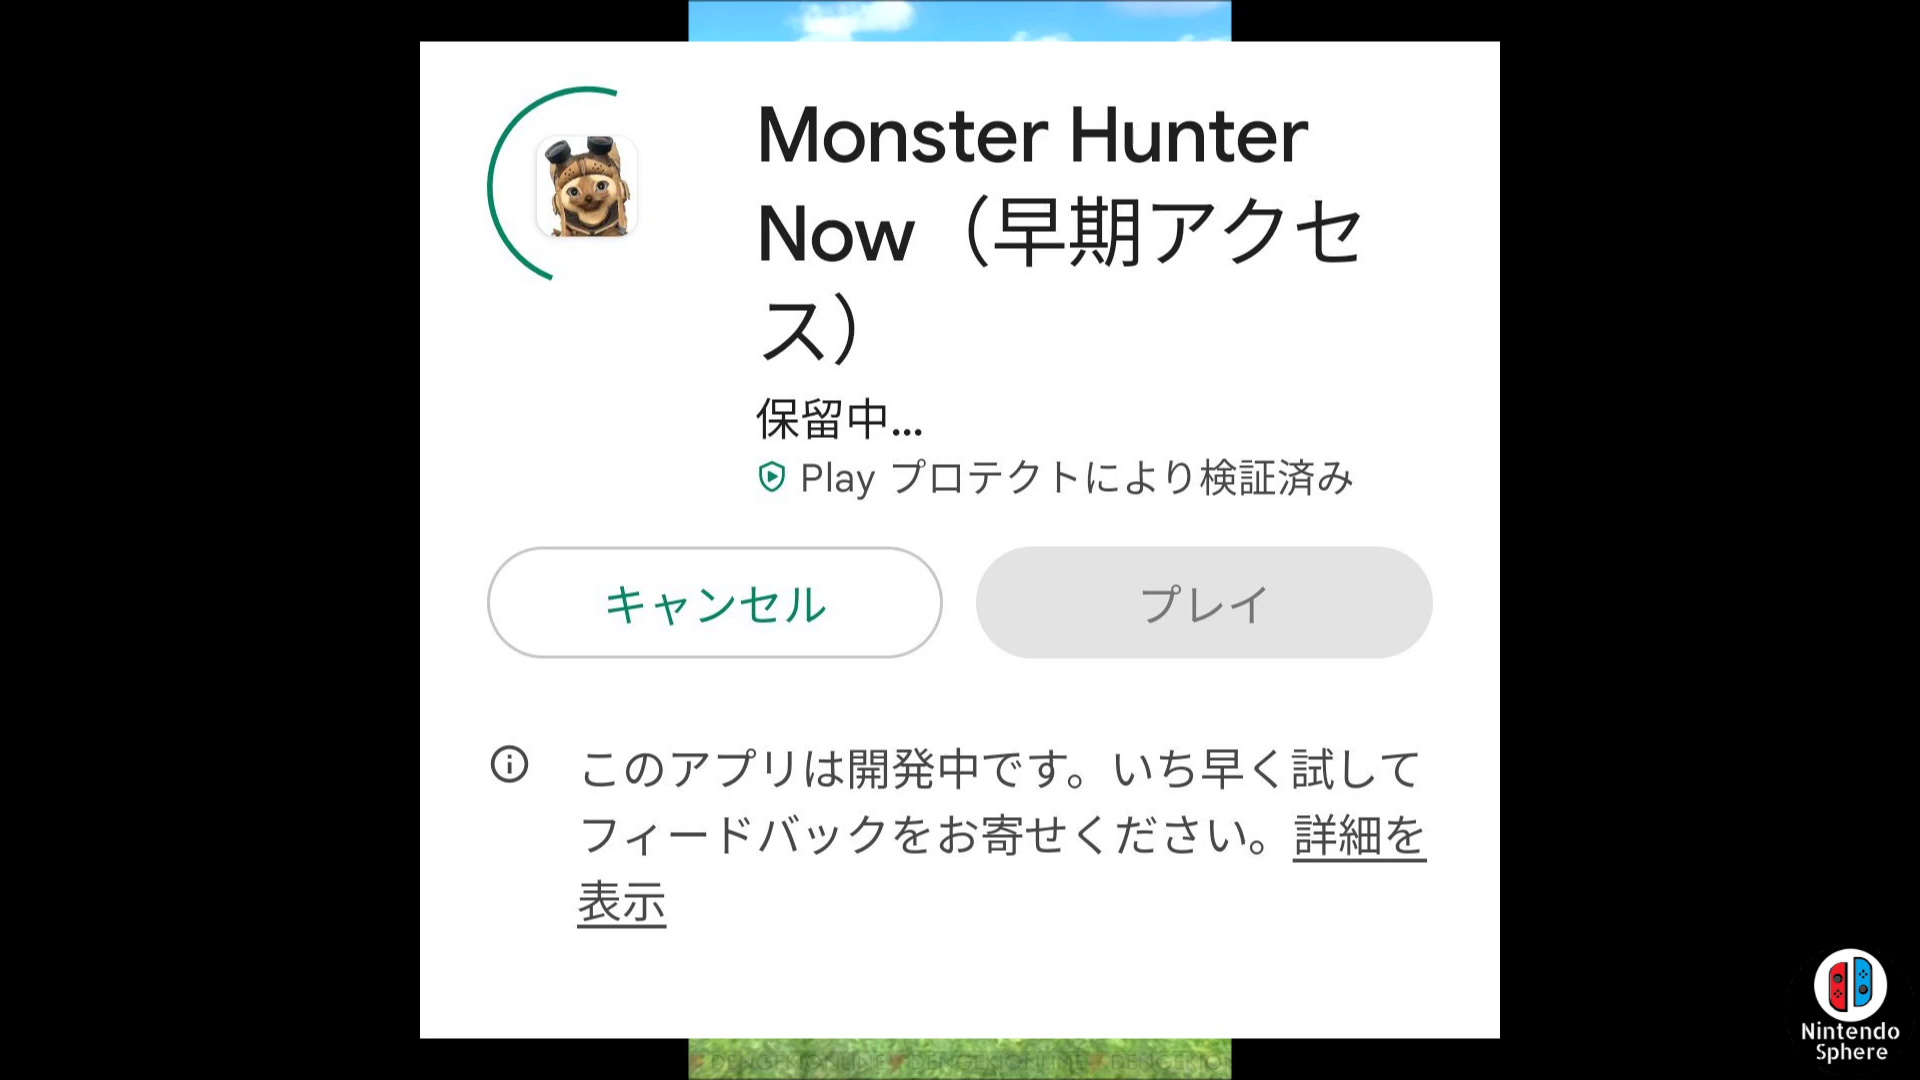 Monster Hunter
Now（早期アクセ
ス）
保留中...
Play プロテクトにより検証済み
キャンセル
プレイ
このアプリは開発中です。いち早く試して
フィードバックをお寄せください。詳細を
表示
DENGEKIONLINE DENGEKIONLINE DENGEKIO
Nintendo
Sphere